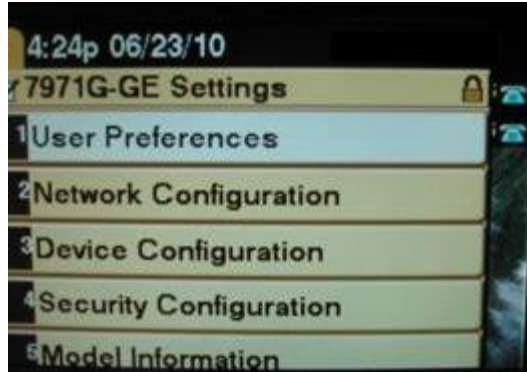 4:24p 06/23/10
7971G-GE Settings
1 User Preferences
2 Network Configuration
3 Device Configuration
4 Security Configuration
5 Model Information